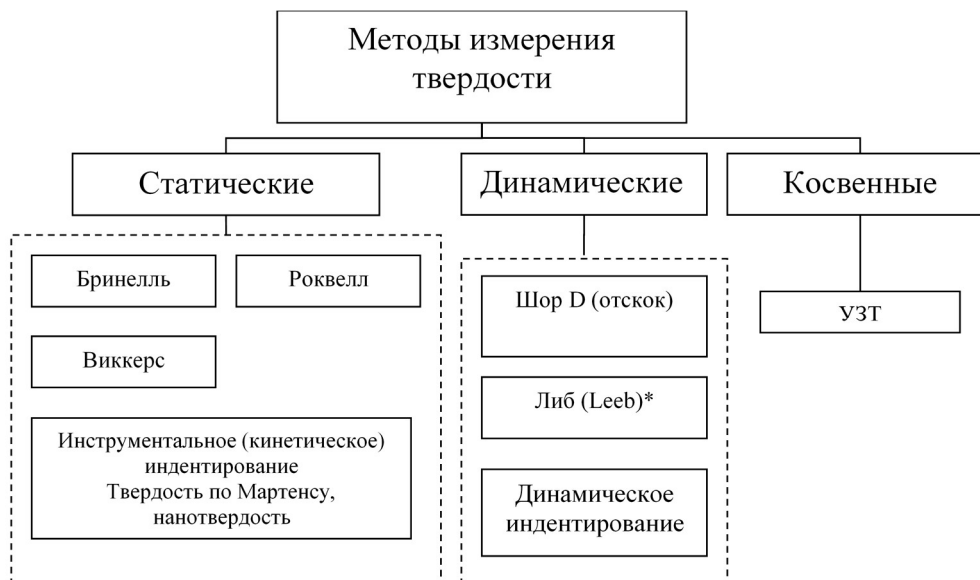 Методы измерения
твердости
Статические
Динамические
Косвенные
Бринелль
Роквелл
Виккерс
Инструментальное (кинетическое)
индентирование
Твердость по Мартенсу,
нанотвердость
Шор D (отскок)
Либ (Leeb)*
Динамическое
индентирование
УЗТ